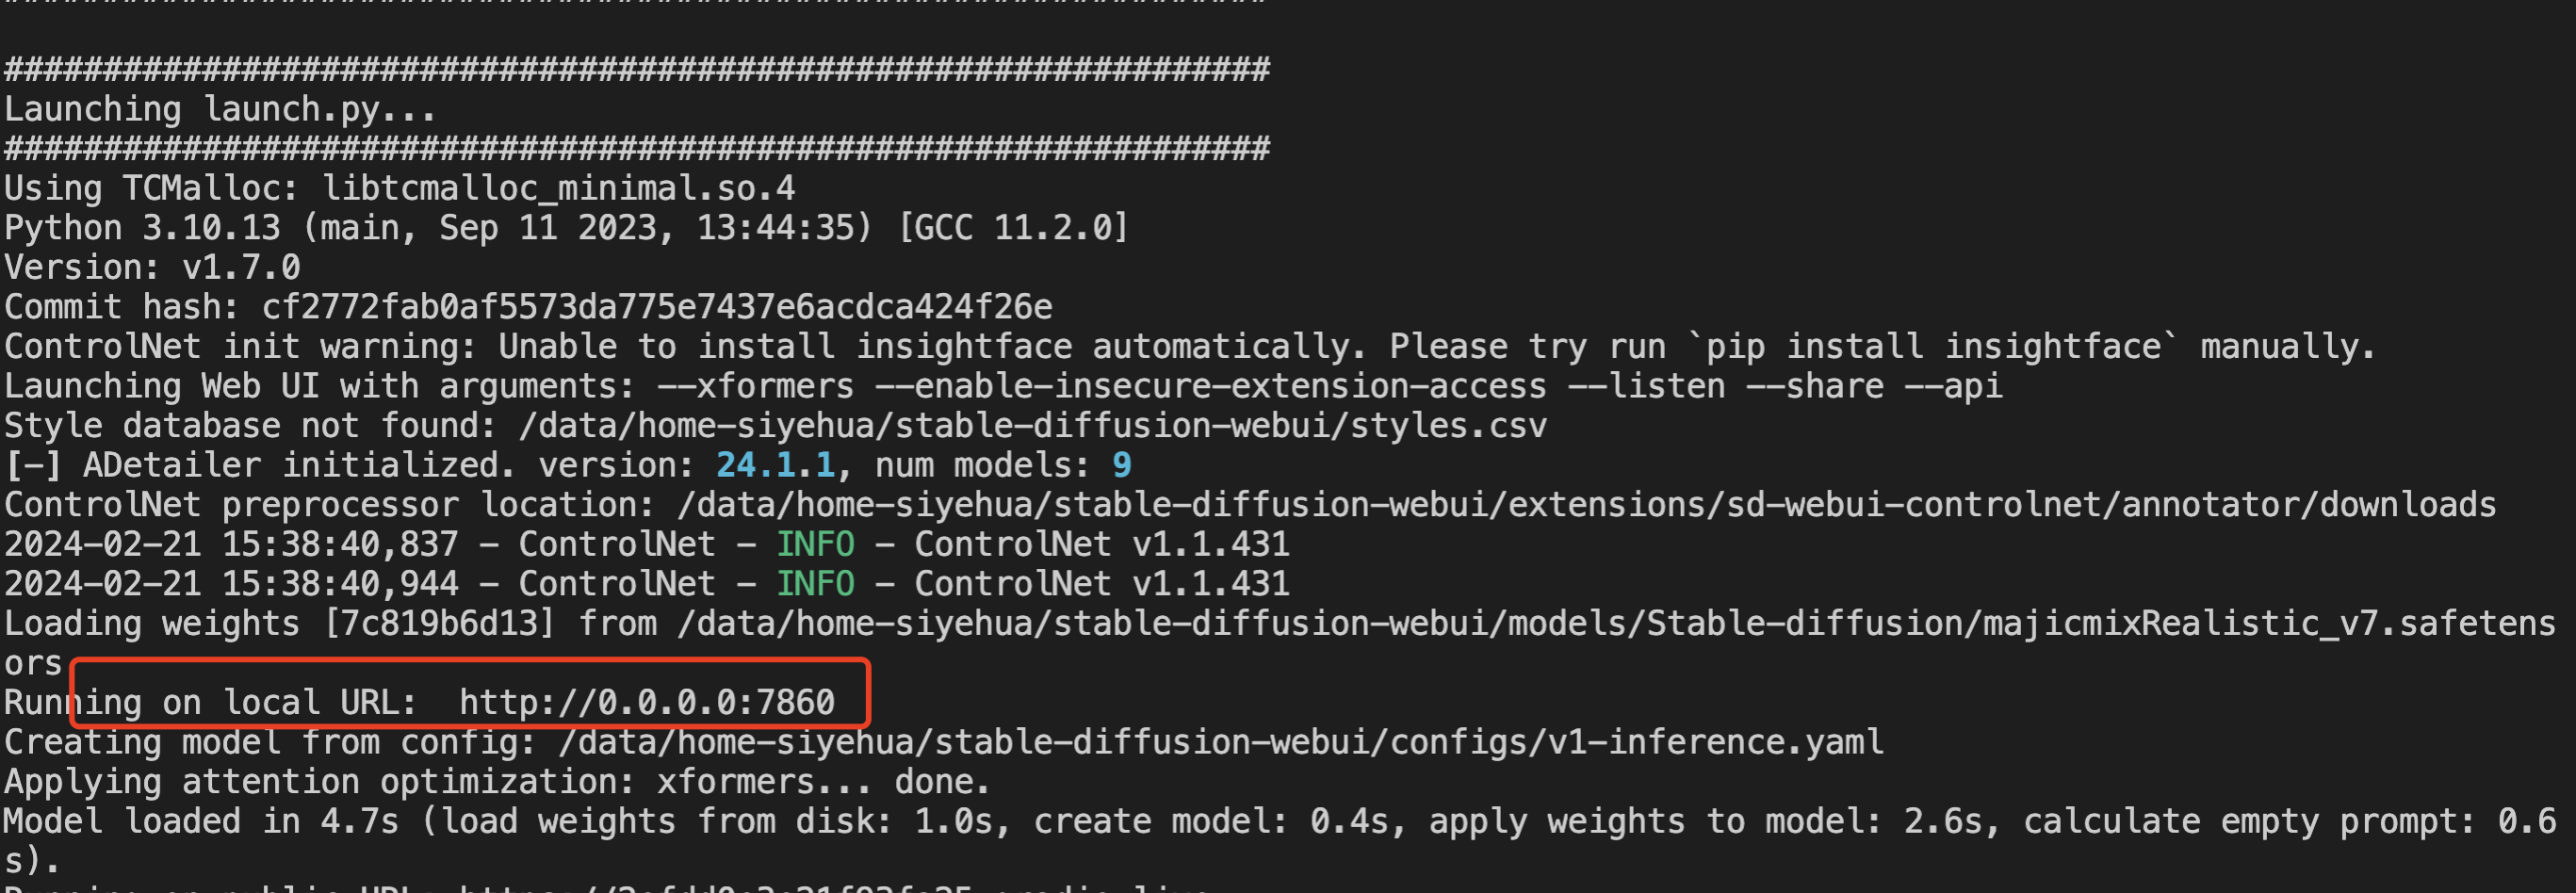 ################################################################
Launching launch.py...
################################################################
Using TCMalloc: libtcmalloc_minimal.so.4
Python 3.10.13 (main, Sep 11 2023, 13:44:35) [GCC 11.2.0]
Version: v1.7.0
Commit hash: cf2772fab0af5573da775e7437e6acdca424f26e
ControlNet init warning: Unable to install insightface automatically. Please try run `pip install insightface` manually.
Launching Web UI with arguments: --xformers --enable-insecure-extension-access --listen --share --api
Style database not found: /data/home-siyehua/stable-diffusion-webui/styles.csv
[-] ADetailer initialized. version: 24.1.1, num models: 9
ControlNet preprocessor location: /data/home-siyehua/stable-diffusion-webui/extensions/sd-webui-controlnet/annotator/downloads
2024-02-21 15:38:40,837 - ControlNet - INFO - ControlNet v1.1.431
2024-02-21 15:38:40,944 - ControlNet - INFO - ControlNet v1.1.431
Loading weights [7c819b6d13] from /data/home-siyehua/stable-diffusion-webui/models/Stable-diffusion/majicmixRealistic_v7.safetens
ors
Running on local URL:  http://0.0.0.0:7860
Creating model from config: /data/home-siyehua/stable-diffusion-webui/configs/v1-inference.yaml
Applying attention optimization: xformers... done.
Model loaded in 4.7s (load weights from disk: 1.0s, create model: 0.4s, apply weights to model: 2.6s, calculate empty prompt: 0.6
s).
Running on public URL: